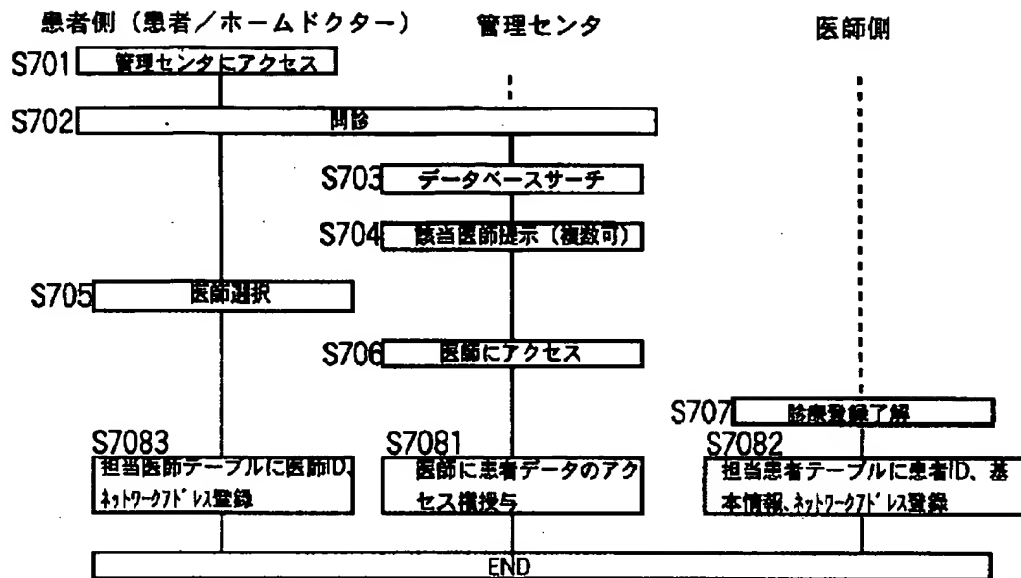 患者側（患者／ホームドクター）
管理センタ
医師側
S701
管理センタにアクセス
S702
問診
S703
データベースサーチ
S704
該当医師提示（複数可）
S705
医師選択
S706
医師にアクセス
S707
診療登録了解
S7083
担当医師テーブルに医師ID、
ネットワークアドレス登録
S7081
医師に患者データのアク
セス権授与
S7082
担当患者テーブルに患者ID、基
本情報、ネットワークアドレス登録
END